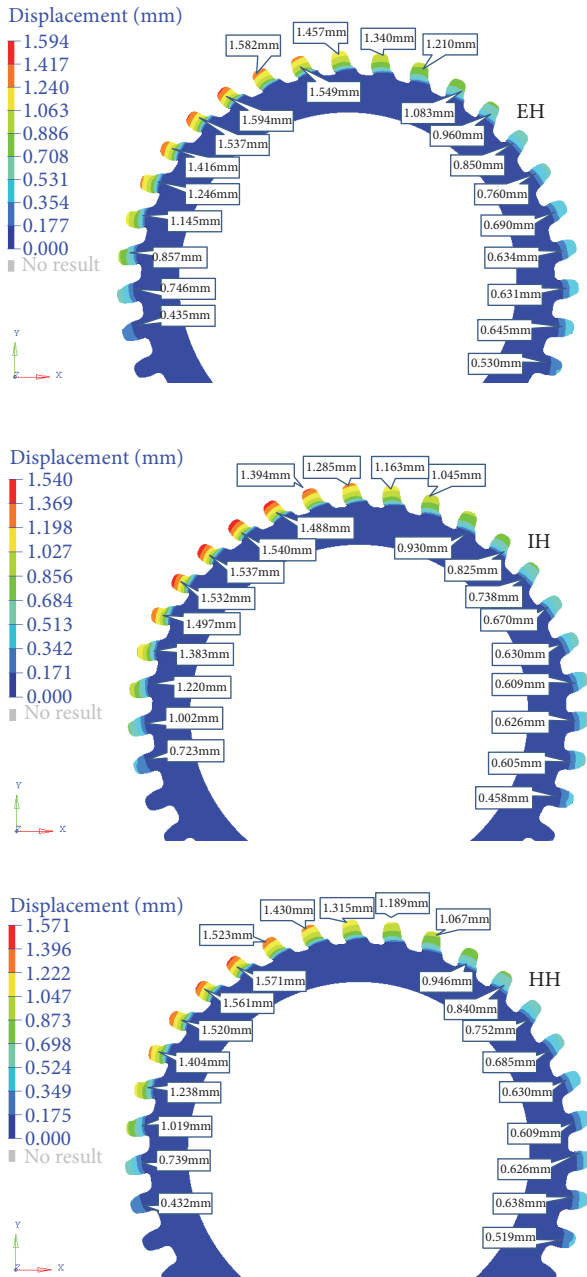 Displacement (mm)
1.594
1.417
1.240
1.063
0.886
0.708
0.531
0.354
0.177
0.000
No result
1.457mm
1.340mm
1.210mm
1.582mm
1.549mm
1.594mm
1.537mm
1.416mm
1.246mm
1.145mm
0.857mm
0.746mm
0.435mm
1.083mm
0.960mm
0.850mm
0.760mm
0.690mm
0.634mm
0.631mm
0.645mm
0.530mm
EH
Y
Z
X
Displacement (mm)
1.540
1.369
1.198
1.027
0.856
0.684
0.513
0.342
0.171
0.000
No result
1.394mm
1.285mm
1.163mm
1.045mm
1.488mm
1.540mm
1.537mm
1.532mm
1.497mm
1.383mm
1.220mm
1.002mm
0.723mm
0.930mm
0.825mm
0.738mm
0.670mm
0.630mm
0.609mm
0.626mm
0.605mm
0.458mm
IH
Y
Z
X
Displacement (mm)
1.571
1.396
1.222
1.047
0.873
0.698
0.524
0.349
0.175
0.000
No result
1.523mm
1.430mm
1.315mm
1.189mm
1.067mm
1.571mm
1.561mm
1.520mm
1.404mm
1.238mm
1.019mm
0.739mm
0.432mm
0.946mm
0.840mm
0.752mm
0.685mm
0.630mm
0.609mm
0.626mm
0.638mm
0.519mm
HH
Y
Z
X